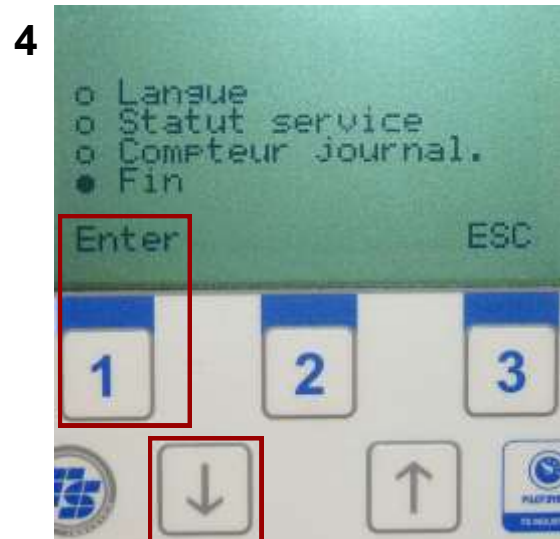 4
o Langue
o Statut service
o Compteur journal.
● Fin
Enter ESC
1 2 3